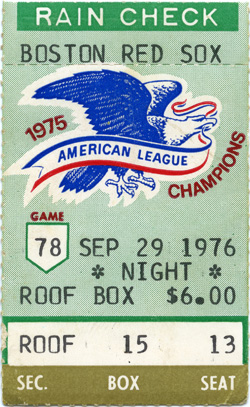 RAIN CHECK
BOSTON RED SOX
1975
AMERICAN LEAGUE
CHAMPIONS
GAME
78 SEP 29 1976
* NIGHT *
ROOF BOX $6.00
ROOF 15 13
SEC. BOX SEAT